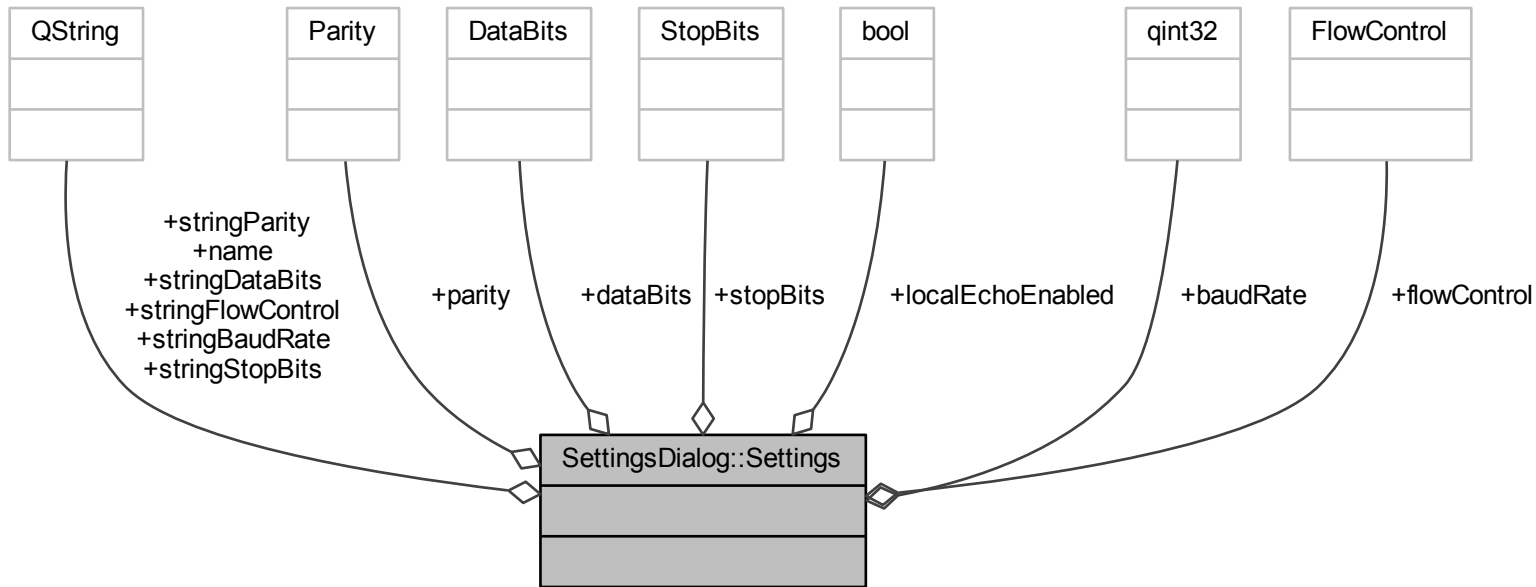 QString
Parity
DataBits
StopBits
bool
qint32
FlowControl
+stringParity
+name
+stringDataBits
+stringFlowControl
+stringBaudRate
+stringStopBits
+parity
+dataBits
+stopBits
+localEchoEnabled
+baudRate
+flowControl
SettingsDialog::Settings